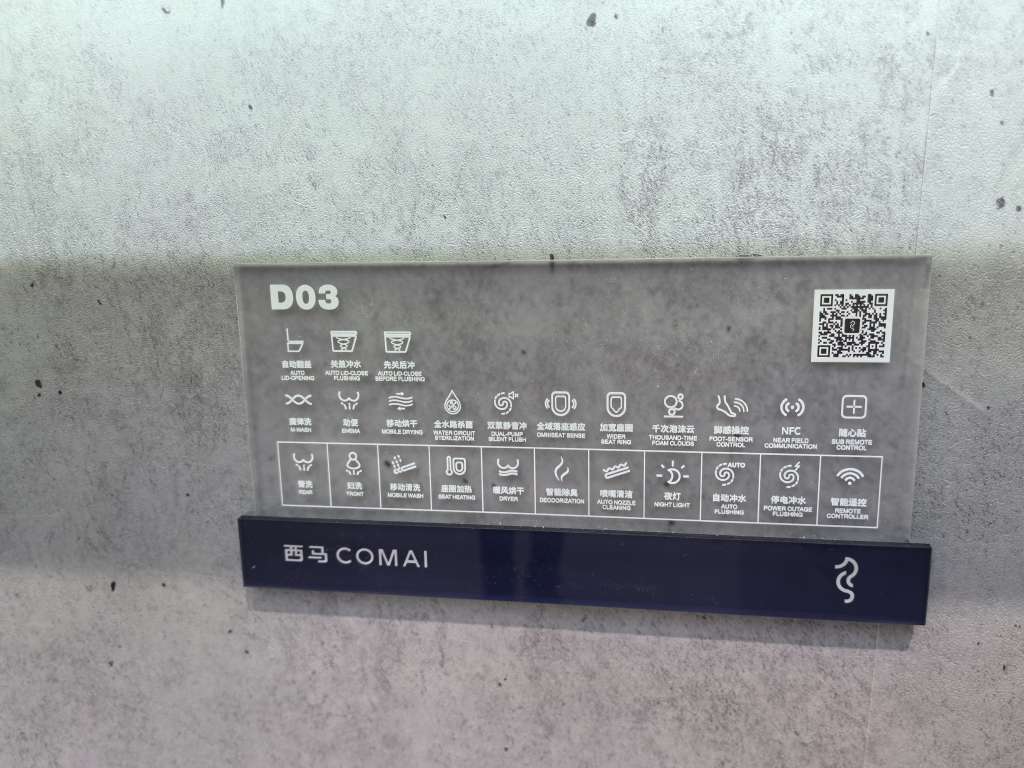 D03
自动翻盖
AUTO
LID-OPENING
关盖冲水
AUTO LID-CLOSE
FLUSHING
先关后冲
AUTO LID-CLOSE
BEFORE FLUSHING
助便
ENEMA
移动烘干
MOBILE DRYING
全水路杀菌
WATER CIRCUIT
STERILIZATION
双泵静音冲
DUAL-PUMP
SILENT FLUSH
全域落座感应
OMNISEAT SENSE
加宽座圈
WIDER
SEAT RING
千次泡沫云
THOUSAND-TIME
FOAM CLOUDS
脚感操控
FOOT-SENSOR
CONTROL
NFC
NEAR FIELD
COMMUNICATION
随心贴
SUB REMOTE
CONTROL
臀洗
REAR
妇洗
FRONT
移动清洗
MOBILE WASH
座圈加热
SEAT HEATING
暖风烘干
DRYER
智能除臭
DEODORIZATION
喷嘴清洁
AUTO NOZZLE
CLEANING
夜灯
NIGHT LIGHT
AUTO
自动冲水
AUTO
FLUSHING
停电冲水
POWER OUTAGE
FLUSHING
智能遥控
REMOTE
CONTROLLER
西马 COMAI